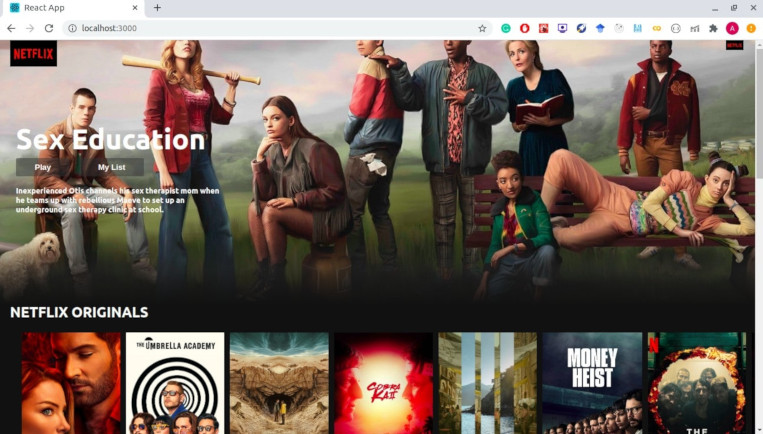 React App
localhost:3000
NETFLIX
NETFLIX
Sex Education
Play
My List
Inexperienced Otis channels his sex therapist mom when
he teams up with rebellious Maeve to set up an
underground sex therapy clinic at school.
NETFLIX ORIGINALS
THE UMBRELLA ACADEMY
COBRA
KAI
MONEY
HEIST
N
THE